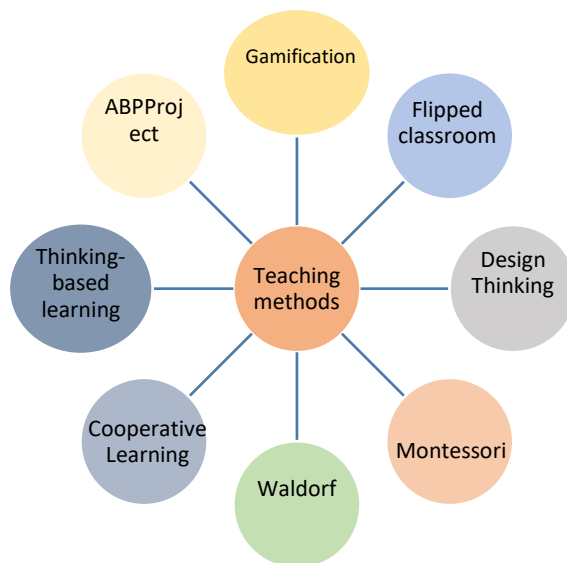 Gamification
ABPProj
ect
Flipped
classroom
Thinking-
based
learning
Teaching
methods
Design
Thinking
Cooperative
Learning
Montessori
Waldorf